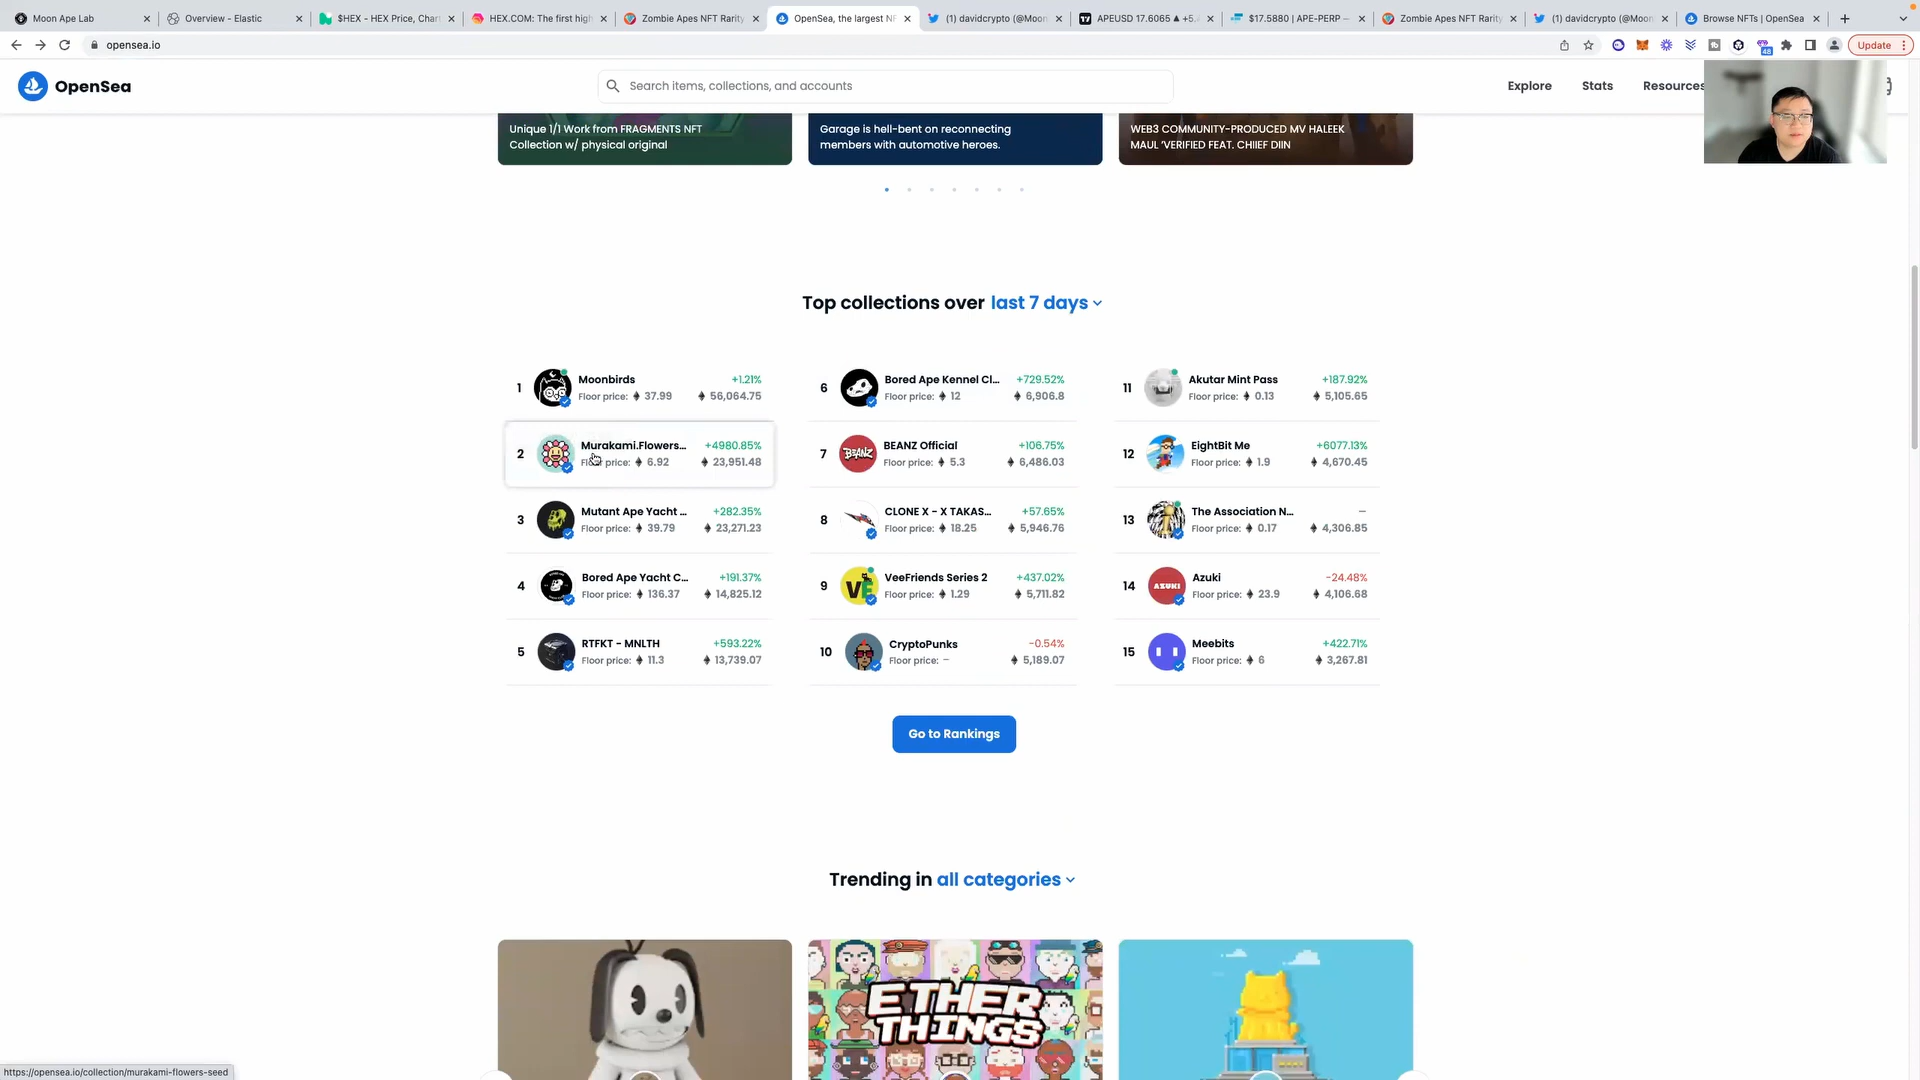 Moon Ape Lab
Overview - Elastic
$HEX - HEX Price, Char
HEX.COM: The first high
Zombie Apes NFT Rarity
OpenSea, the largest NF
(1) davidcrypto (@Moon
APEUSD 17.6065 ▲ +5.
$17.5880 | APE-PERP —
Zombie Apes NFT Rarity
(1) davidcrypto (@Moon
Browse NFTs | OpenSea
opensea.io
48
Update
OpenSea
Search items, collections, and accounts
Explore
Stats
Resources
Unique 1/1 Work from FRAGMENTS NFT
Collection w/ physical original
Garage is hell-bent on reconnecting
members with automotive heroes.
WEB3 COMMUNITY-PRODUCED MV HALEEK
MAUL 'VERIFIED FEAT. CHIIEF DIIN
Top collections over last 7 days
1
Moonbirds
+1.21%
Floor price: 37.99
56,064.75
2
Murakami.Flowers...
+4980.85%
Floor price: 6.92
23,951.48
3
Mutant Ape Yacht ...
+282.35%
Floor price: 39.79
23,271.23
4
Bored Ape Yacht C...
+191.37%
Floor price: 136.37
14,825.12
5
RTFKT - MNLTH
+593.22%
Floor price: 11.3
13,739.07
6
Bored Ape Kennel Cl...
+729.52%
Floor price: 12
6,906.8
7
BEANZ
BEANZ Official
+106.75%
Floor price: 5.3
6,486.03
8
CLONE X - X TAKAS...
+57.65%
Floor price: 18.25
5,946.76
9
VeeFriends Series 2
+437.02%
Floor price: 1.29
5,711.82
10
CryptoPunks
-0.54%
Floor price: —
5,189.07
11
Akutar Mint Pass
+187.92%
Floor price: 0.13
5,105.65
12
EightBit Me
+6077.13%
Floor price: 1.9
4,670.45
13
The Association N...
—
Floor price: 0.17
4,306.85
14
AZUKI
Azuki
-24.48%
Floor price: 23.9
4,106.68
15
Meebits
+422.71%
Floor price: 6
3,267.81
Go to Rankings
Trending in all categories
ETHER
THINGS
https://opensea.io/collection/murakami-flowers-seed